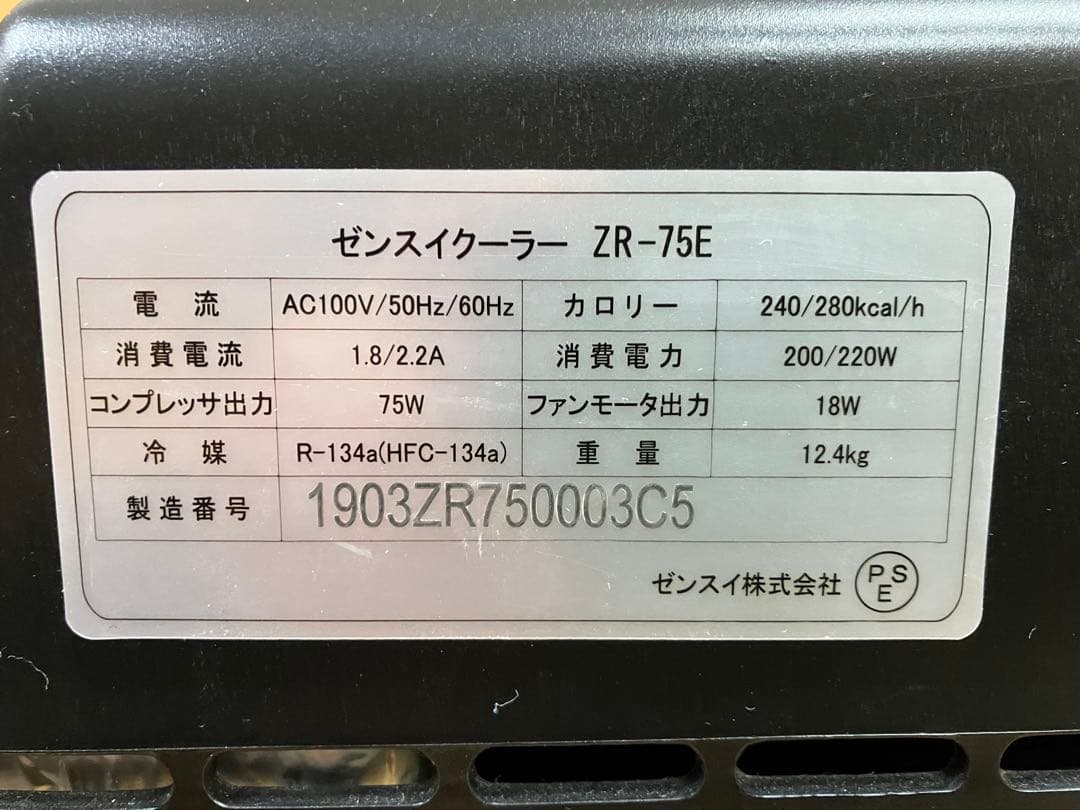 ゼンスイクーラー ZR-75E
電流 AC100V/50Hz/60Hz カロリー 240/280kcal/h
消費電流 1.8/2.2A 消費電力 200/220W
コンプレッサ出力 75W ファンモータ出力 18W
冷媒 R-134a(HFC-134a) 重量 12.4kg
製造番号 1903ZR750003C5
ゼンスイ株式会社 PSE